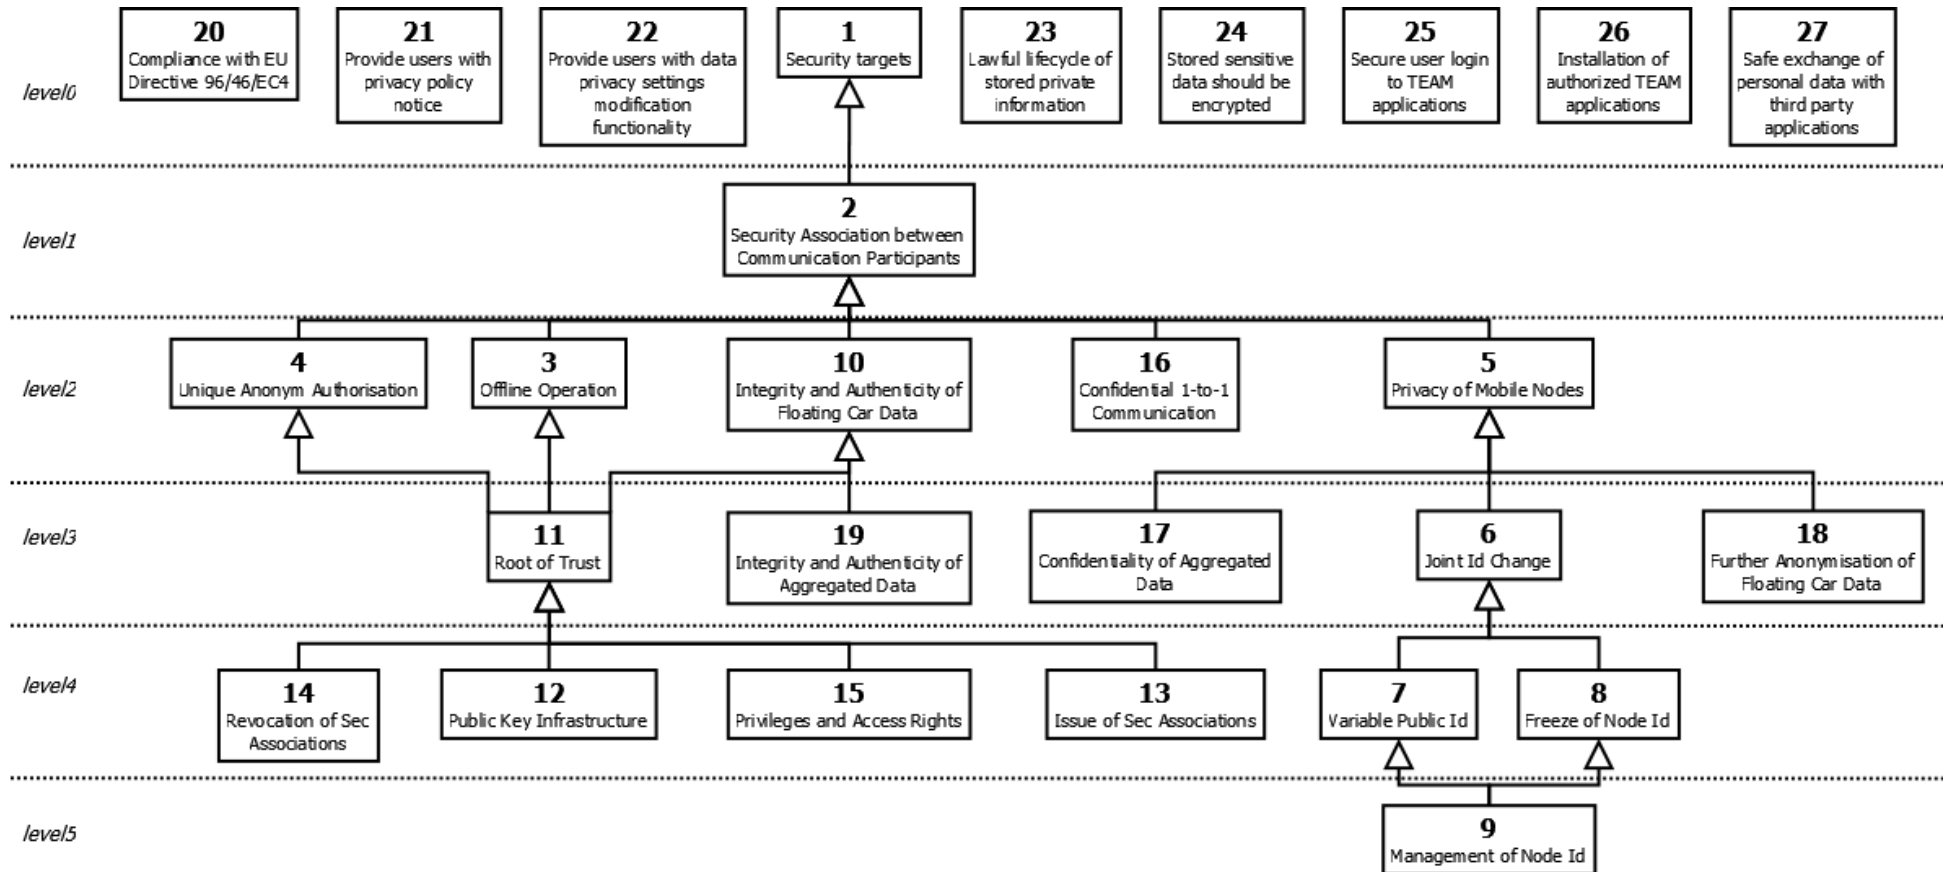 20
Compliance with EU
Directive 96/46/EC4
21
Provide users with
privacy policy
notice
22
Provide users with data
privacy settings
modification
functionality
1
Security targets
23
Lawful lifecycle of
stored private
information
24
Stored sensitive
data should be
encrypted
25
Secure user login
to TEAM
applications
26
Installation of
authorized TEAM
applications
27
Safe exchange of
personal data with
third party
applications
level0
2
Security Association between
Communication Participants
level1
4
Unique Anonym Authorisation
3
Offline Operation
10
Integrity and Authenticity of
Floating Car Data
16
Confidential 1-to-1
Communication
5
Privacy of Mobile Nodes
level2
11
Root of Trust
19
Integrity and Authenticity of
Aggregated Data
17
Confidentiality of Aggregated
Data
6
Joint Id Change
18
Further Anonymisation of
Floating Car Data
level3
14
Revocation of Sec
Associations
12
Public Key Infrastructure
15
Privileges and Access Rights
13
Issue of Sec Associations
7
Variable Public Id
8
Freeze of Node Id
level4
9
Management of Node Id
level5